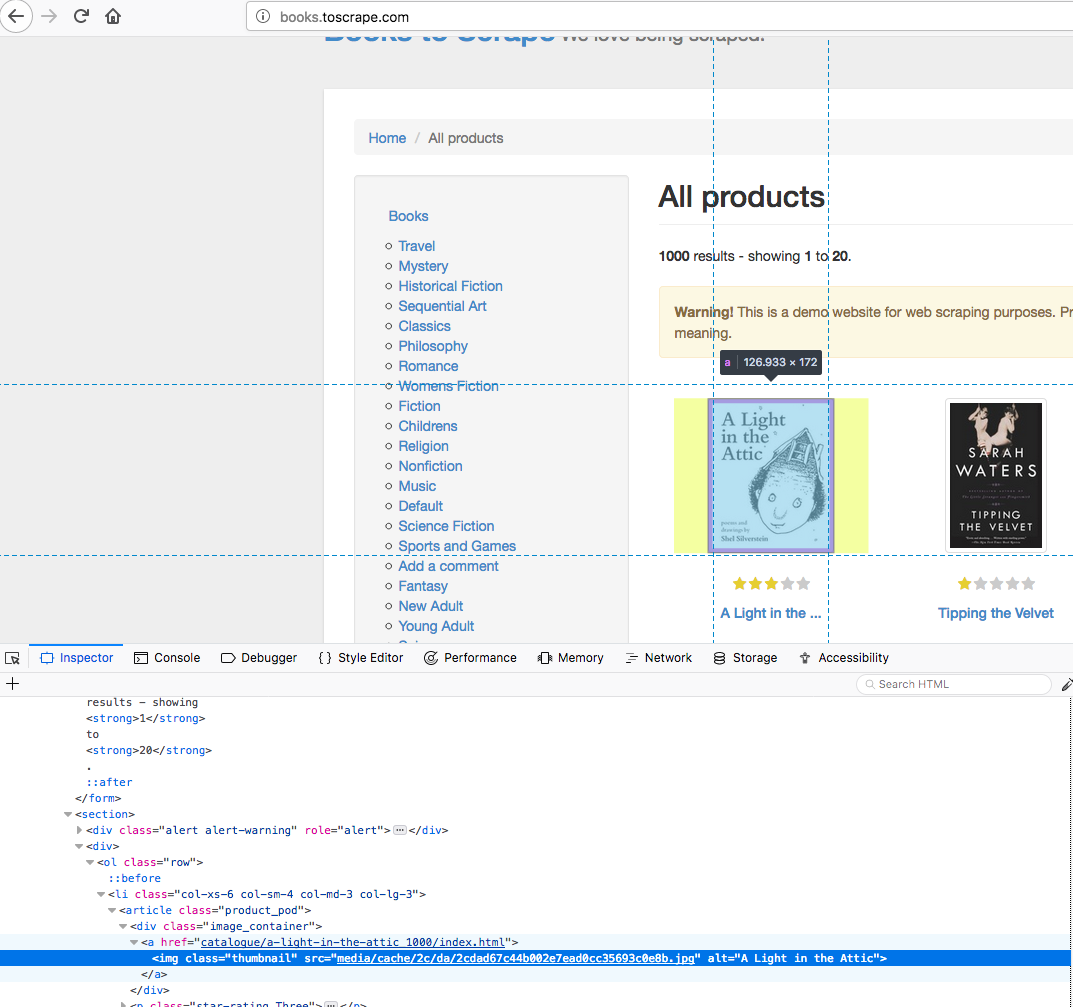 books.toscrape.com
Books to Scrape We love being scraped!
Home / All products
Books
Travel
Mystery
Historical Fiction
Sequential Art
Classics
Philosophy
Romance
Womens Fiction
Fiction
Childrens
Religion
Nonfiction
Music
Default
Science Fiction
Sports and Games
Add a comment
Fantasy
New Adult
Young Adult
All products
1000 results - showing 1 to 20.
Warning! This is a demo website for web scraping purposes. Pr
meaning.
a 126.933 × 172
A Light
in the
Attic
poems and
drawings by
Shel Silverstein
SARAH
WATERS
TIPPING
THE VELVET
A Light in the ...
Tipping the Velvet
Inspector Console Debugger { } Style Editor Performance Memory Network Storage Accessibility
+ Search HTML
results - showing
<strong>1</strong>
to
<strong>20</strong>
.
::after
</form>
<section>
<div class="alert alert-warning" role="alert">…</div>
<div>
<ol class="row">
::before
<li class="col-xs-6 col-sm-4 col-md-3 col-lg-3">
<article class="product_pod">
<div class="image_container">
<a href="catalogue/a-light-in-the-attic_1000/index.html">
<img class="thumbnail" src="media/cache/2c/da/2cdad67c44b002e7ead0cc35693c0e8b.jpg" alt="A Light in the Attic">
</a>
</div>
<p class="star-rating Three">…</p>